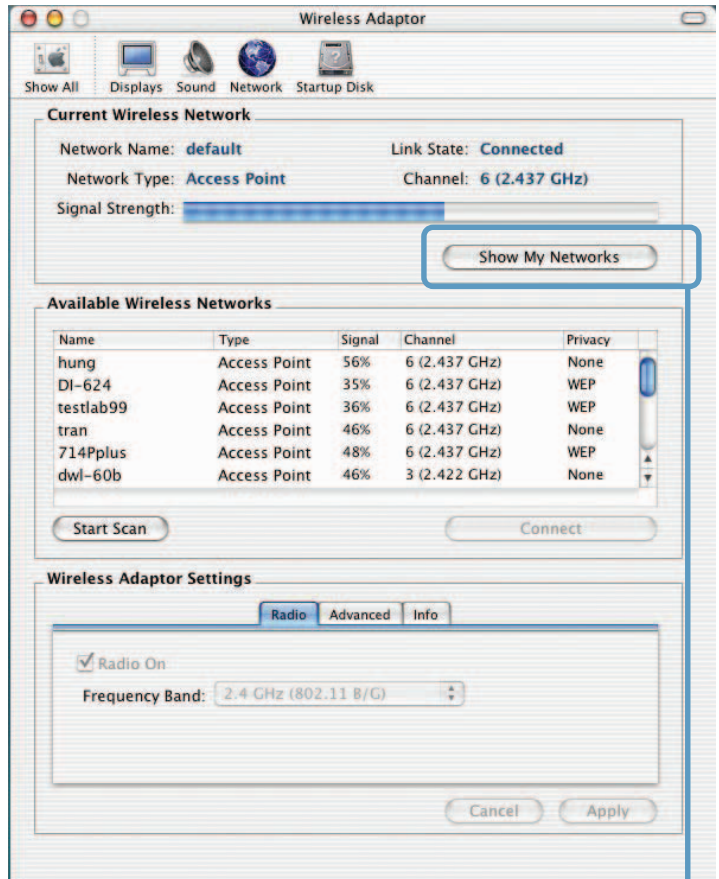 Wireless Adaptor
Show All Displays Sound Network Startup Disk
Current Wireless Network
Network Name: default Link State: Connected
Network Type: Access Point Channel: 6 (2.437 GHz)
Signal Strength:
Show My Networks
Available Wireless Networks
Name Type Signal Channel Privacy
hung Access Point 56% 6 (2.437 GHz) None
DI-624 Access Point 35% 6 (2.437 GHz) WEP
testlab99 Access Point 36% 6 (2.437 GHz) WEP
tran Access Point 46% 6 (2.437 GHz) None
714Pplus Access Point 48% 6 (2.437 GHz) WEP
dwl-60b Access Point 46% 3 (2.422 GHz) None
Start Scan Connect
Wireless Adaptor Settings
Radio Advanced Info
Radio On
Frequency Band: 2.4 GHz (802.11 B/G)
Cancel Apply